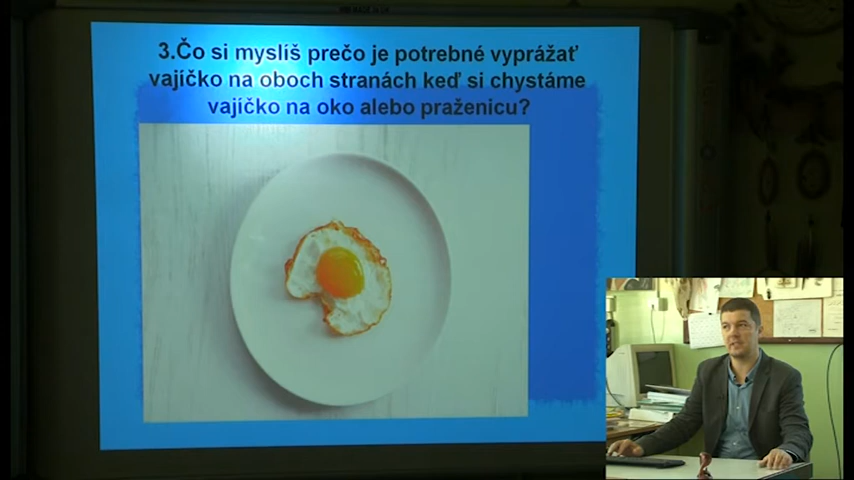 3.Čo si myslíš prečo je potrebné vyprážať
vajíčko na oboch stranách keď si chystáme
vajíčko na oko alebo praženicu?